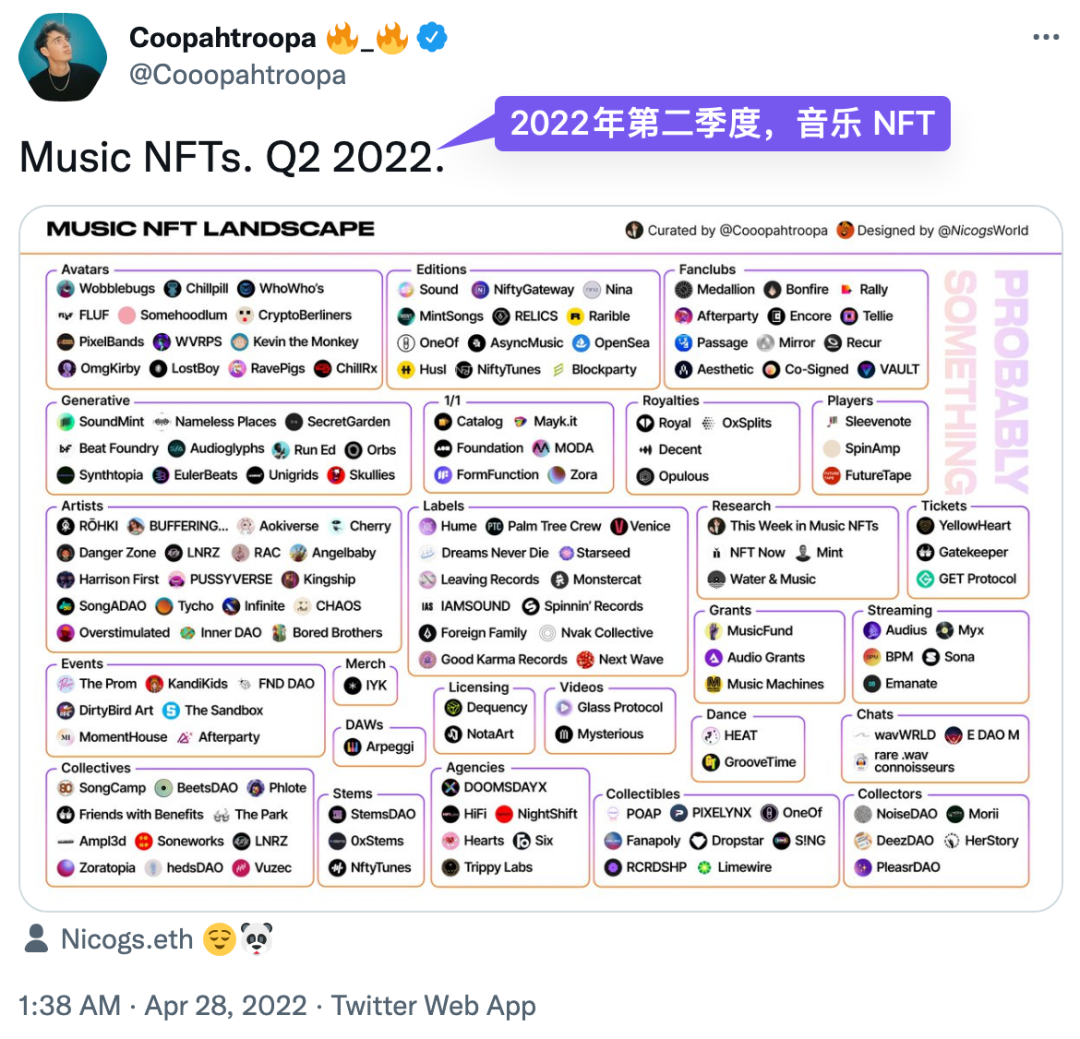 Coopahtroopa 🔥_🔥
@Cooopahtroopa
2022年第二季度，音乐 NFT
Music NFTs. Q2 2022.
MUSIC NFT LANDSCAPE
Curated by @Cooopahtroopa Designed by @NicogsWorld
PROBABLY
SOMETHING
Avatars
Wobblebugs Chillpill WhoWho's
FLUF Somehoodlum CryptoBerliners
PixelBands WVRPS Kevin the Monkey
OmgKirby LostBoy RavePigs ChillRx
Editions
Sound NiftyGateway Nina
MintSongs RELICS Rarible
OneOf AsyncMusic OpenSea
Husl NiftyTunes Blockparty
Fanclubs
Medallion Bonfire Rally
Afterparty Encore Tellie
Passage Mirror Recur
Aesthetic Co-Signed VAULT
Generative
SoundMint Nameless Places SecretGarden
Beat Foundry Audioglyphs Run Ed Orbs
Synthtopia EulerBeats Unigrids Skullies
1/1
Catalog Mayk.it
Foundation MODA
FormFunction Zora
Royalties
Royal OxSplits
Decent
Opulous
Players
Sleevenote
SpinAmp
FutureTape
Artists
RŌHKI BUFFERING... Aokiverse Cherry
Danger Zone LNRZ RAC Angelbaby
Harrison First PUSSYVERSE Kingship
SongADAO Tycho Infinite CHAOS
Overstimulated Inner DAO Bored Brothers
Labels
Hume Palm Tree Crew Venice
Dreams Never Die Starseed
Leaving Records Monstercat
IAMSOUND Spinnin' Records
Foreign Family Nvak Collective
Good Karma Records Next Wave
Research
This Week in Music NFTs
NFT Now Mint
Water & Music
Tickets
YellowHeart
Gatekeeper
GET Protocol
Grants
MusicFund
Audio Grants
Music Machines
Streaming
Audius Myx
BPM Sona
Emanate
Events
The Prom KandiKids FND DAO
DirtyBird Art The Sandbox
MomentHouse Afterparty
Merch
IYK
DAWs
Arpeggi
Licensing
Dequency
NotaArt
Videos
Glass Protocol
Mysterious
Dance
HEAT
GrooveTime
Chats
wavWRLD E DAO M
rare .wav
connoisseurs
Collectives
SongCamp BeetsDAO Phlote
Friends with Benefits The Park
Ampl3d Soneworks LNRZ
Zoratopia hedsDAO Vuzec
Stems
StemsDAO
0xStems
NftyTunes
Agencies
DOOMSDAYX
HiFi NightShift
Hearts Six
Trippy Labs
Collectibles
POAP PIXELYNX OneOf
Fanapoly Dropstar S!NG
RCRDSHP Limewire
Collectors
NoiseDAO Morii
DeezDAO HerStory
PleasrDAO
Nicogs.eth 😌🐼
1:38 AM · Apr 28, 2022 · Twitter Web App